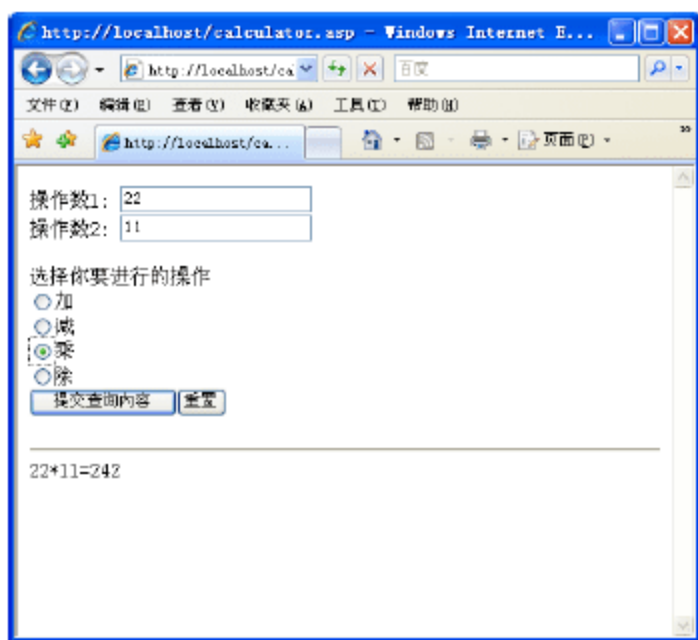 http://localhost/calculator.asp - Windows Internet E...
http://localhost/ca
百度
文件(F) 编辑(E) 查看(V) 收藏夹(A) 工具(T) 帮助(H)
http://localhost/ca... 页面(P)
操作数1: 22
操作数2: 11
选择你要进行的操作
加
减
乘
除
提交查询内容 重置
22*11=242